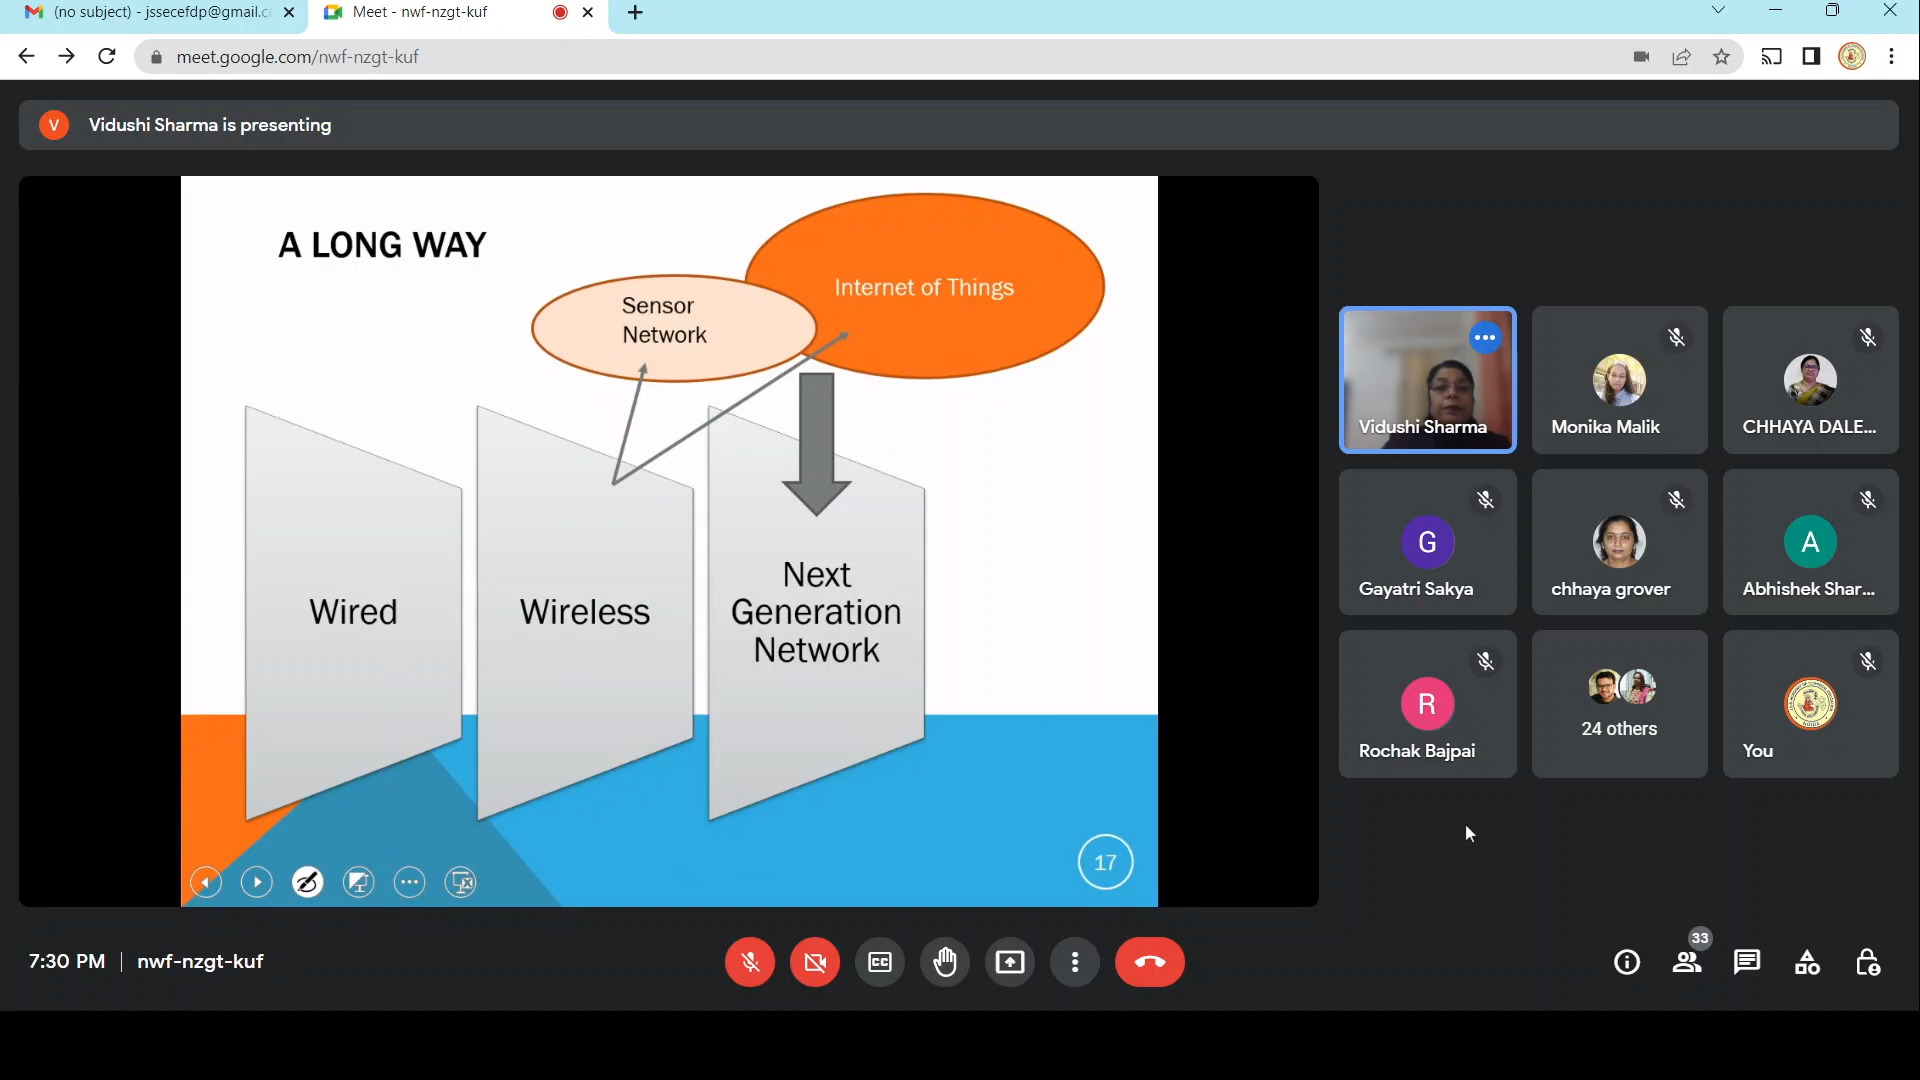 (no subject) - jssecefdp@gmail.c
Meet - nwf-nzgt-kuf
meet.google.com/nwf-nzgt-kuf
V
Vidushi Sharma is presenting
A LONG WAY
Internet of Things
Sensor
Network
Wired
Wireless
Next
Generation
Network
17
Vidushi Sharma
Monika Malik
CHHAYA DALE...
G
Gayatri Sakya
chhaya grover
A
Abhishek Shar...
R
Rochak Bajpai
24 others
You
7:30 PM
nwf-nzgt-kuf
CC
33